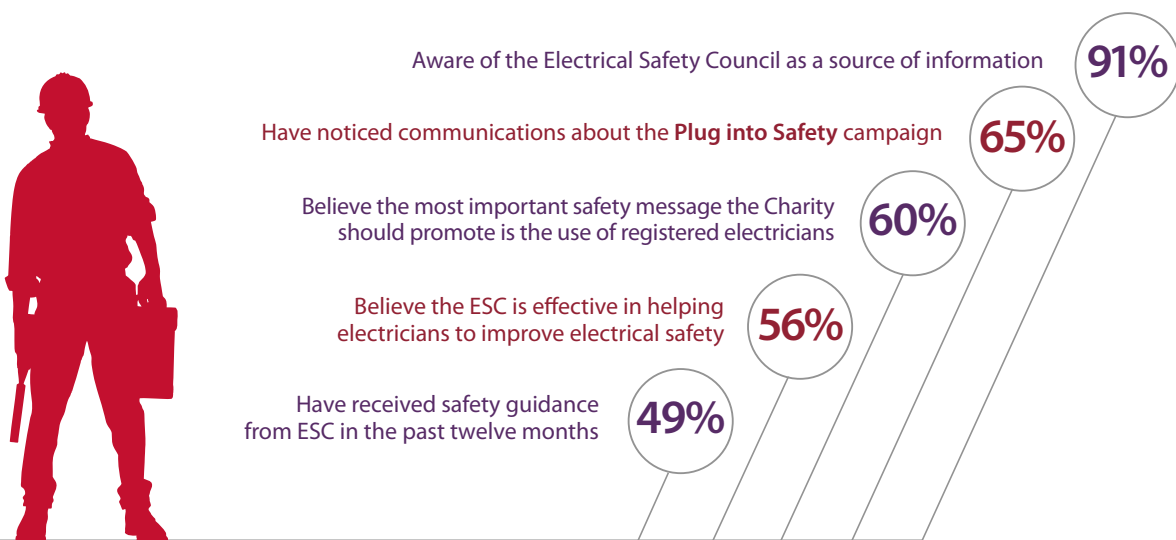 Aware of the Electrical Safety Council as a source of information
91%
Have noticed communications about the Plug into Safety campaign
65%
Believe the most important safety message the Charity
should promote is the use of registered electricians
60%
Believe the ESC is effective in helping
electricians to improve electrical safety
56%
Have received safety guidance
from ESC in the past twelve months
49%